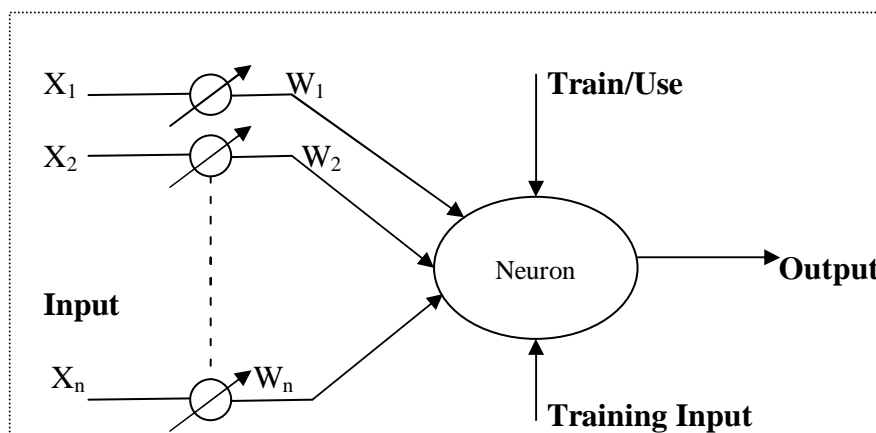 X₁ W₁ Train/Use
X₂ W₂
Neuron
Output
Input
Xₙ Wₙ
Training Input